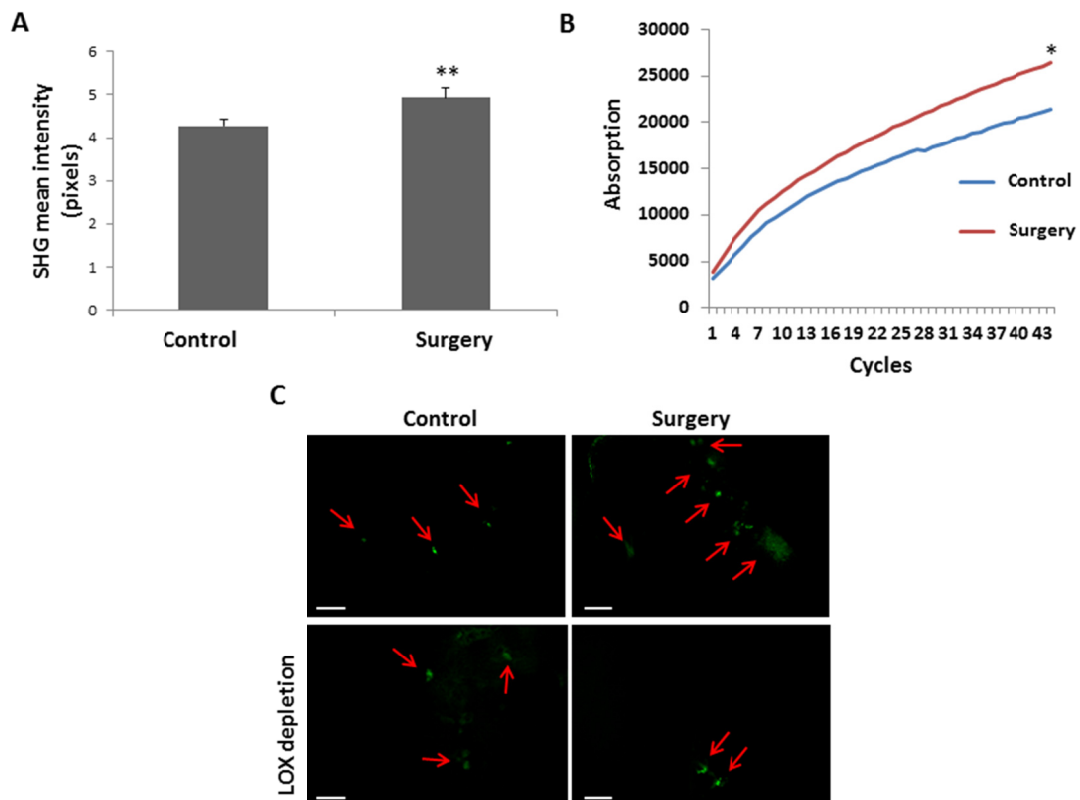 A
6
5
4
3
2
1
0
SHG mean intensity
(pixels)
**
Control Surgery
B
30000
25000
20000
15000
10000
5000
0
Absorption
*
Control
Surgery
1 4 7 10 13 16 19 22 25 28 31 34 37 40 43
Cycles
C
Control Surgery
LOX depletion